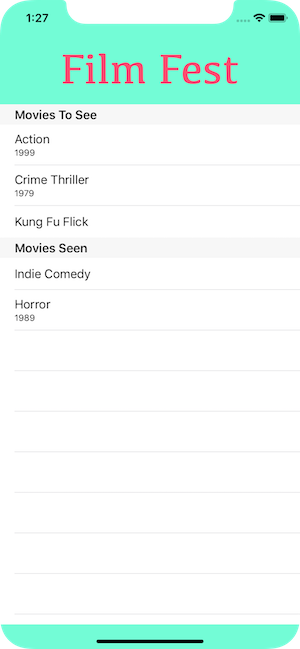 1:27
Film Fest
Movies To See
Action
1999
Crime Thriller
1979
Kung Fu Flick
Movies Seen
Indie Comedy
Horror
1989